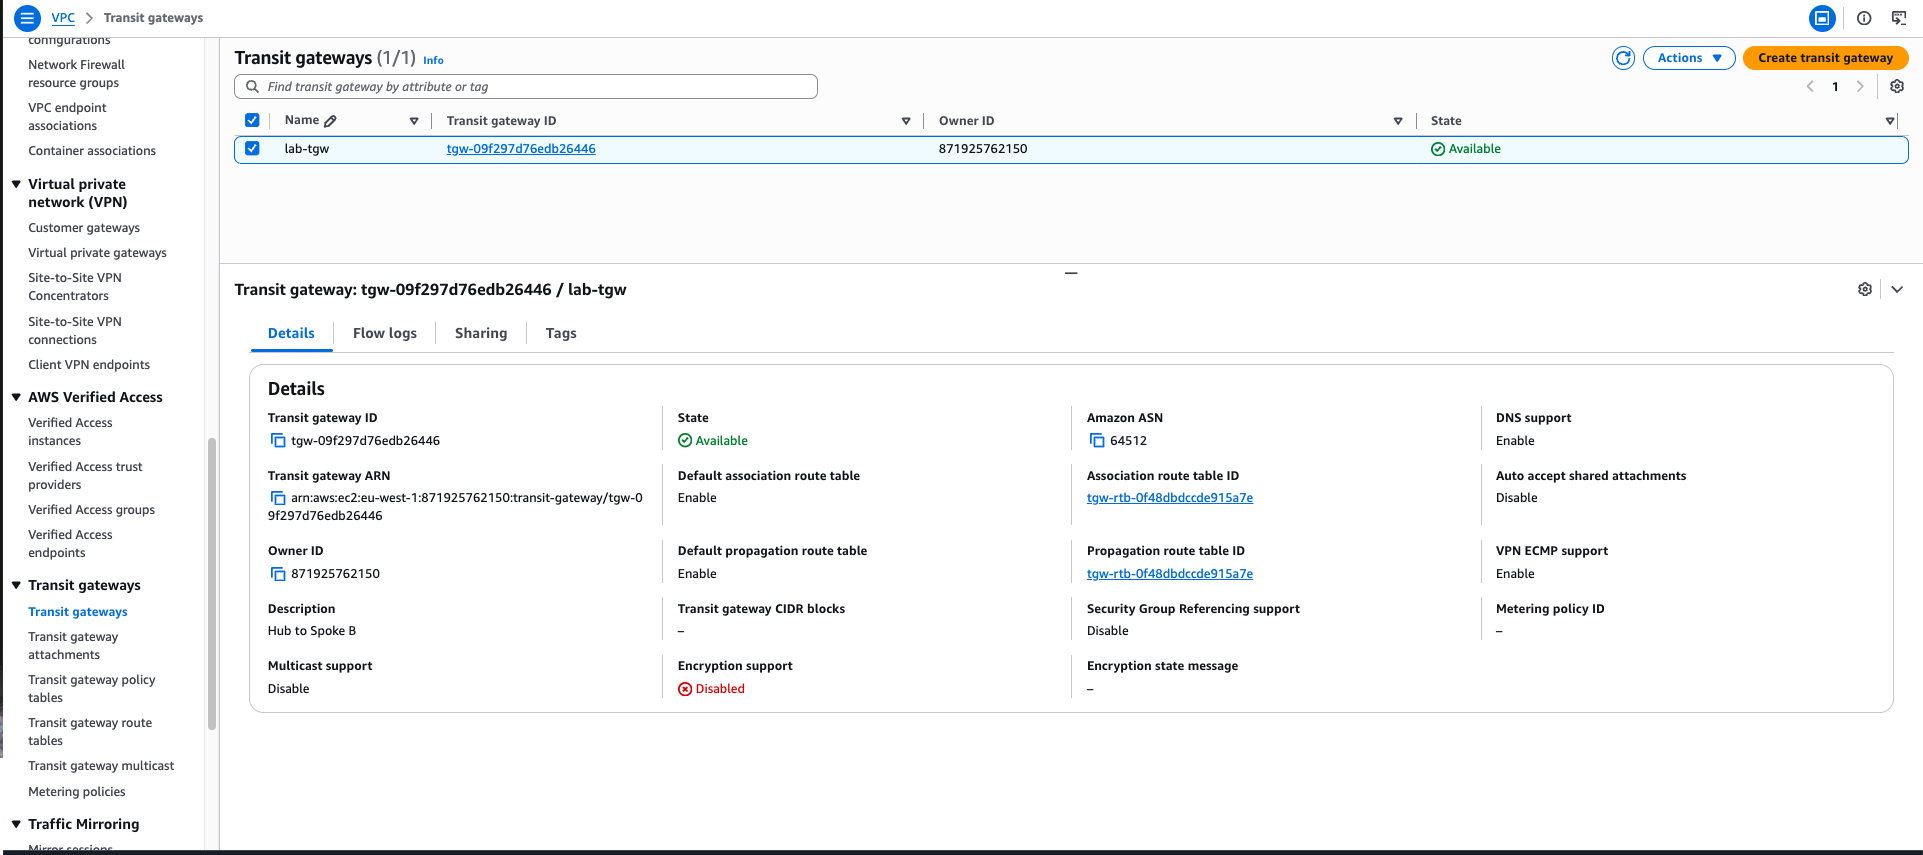 VPC > Transit gateways
configurations
Network Firewall
resource groups
VPC endpoint
associations
Container associations
Virtual private
network (VPN)
Customer gateways
Virtual private gateways
Site-to-Site VPN
Concentrators
Site-to-Site VPN
connections
Client VPN endpoints
AWS Verified Access
Verified Access
instances
Verified Access trust
providers
Verified Access groups
Verified Access
endpoints
Transit gateways
Transit gateways
Transit gateway
attachments
Transit gateway policy
tables
Transit gateway route
tables
Transit gateway multicast
Metering policies
Traffic Mirroring
Mirror sessions
Transit gateways (1/1) Info
Actions
Create transit gateway
Find transit gateway by attribute or tag
1
Name Transit gateway ID Owner ID State
lab-tgw tgw-09f297d76edb26446 871925762150 Available
Transit gateway: tgw-09f297d76edb26446 / lab-tgw
Details Flow logs Sharing Tags
Details
Transit gateway ID
tgw-09f297d76edb26446
State
Available
Amazon ASN
64512
DNS support
Enable
Transit gateway ARN
arn:aws:ec2:eu-west-1:871925762150:transit-gateway/tgw-0
9f297d76edb26446
Default association route table
Enable
Association route table ID
tgw-rtb-0f48dbdccde915a7e
Auto accept shared attachments
Disable
Owner ID
871925762150
Default propagation route table
Enable
Propagation route table ID
tgw-rtb-0f48dbdccde915a7e
VPN ECMP support
Enable
Description
Hub to Spoke B
Transit gateway CIDR blocks
–
Security Group Referencing support
Disable
Metering policy ID
–
Multicast support
Disable
Encryption support
Disabled
Encryption state message
–